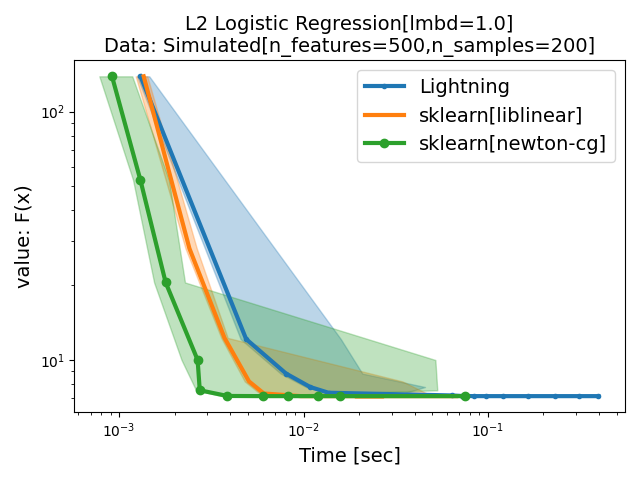 L2 Logistic Regression[lmbd=1.0]
Data: Simulated[n_features=500,n_samples=200]
Lightning
sklearn[liblinear]
sklearn[newton-cg]
value: F(x)
10²
10¹
10⁻³
10⁻²
10⁻¹
Time [sec]